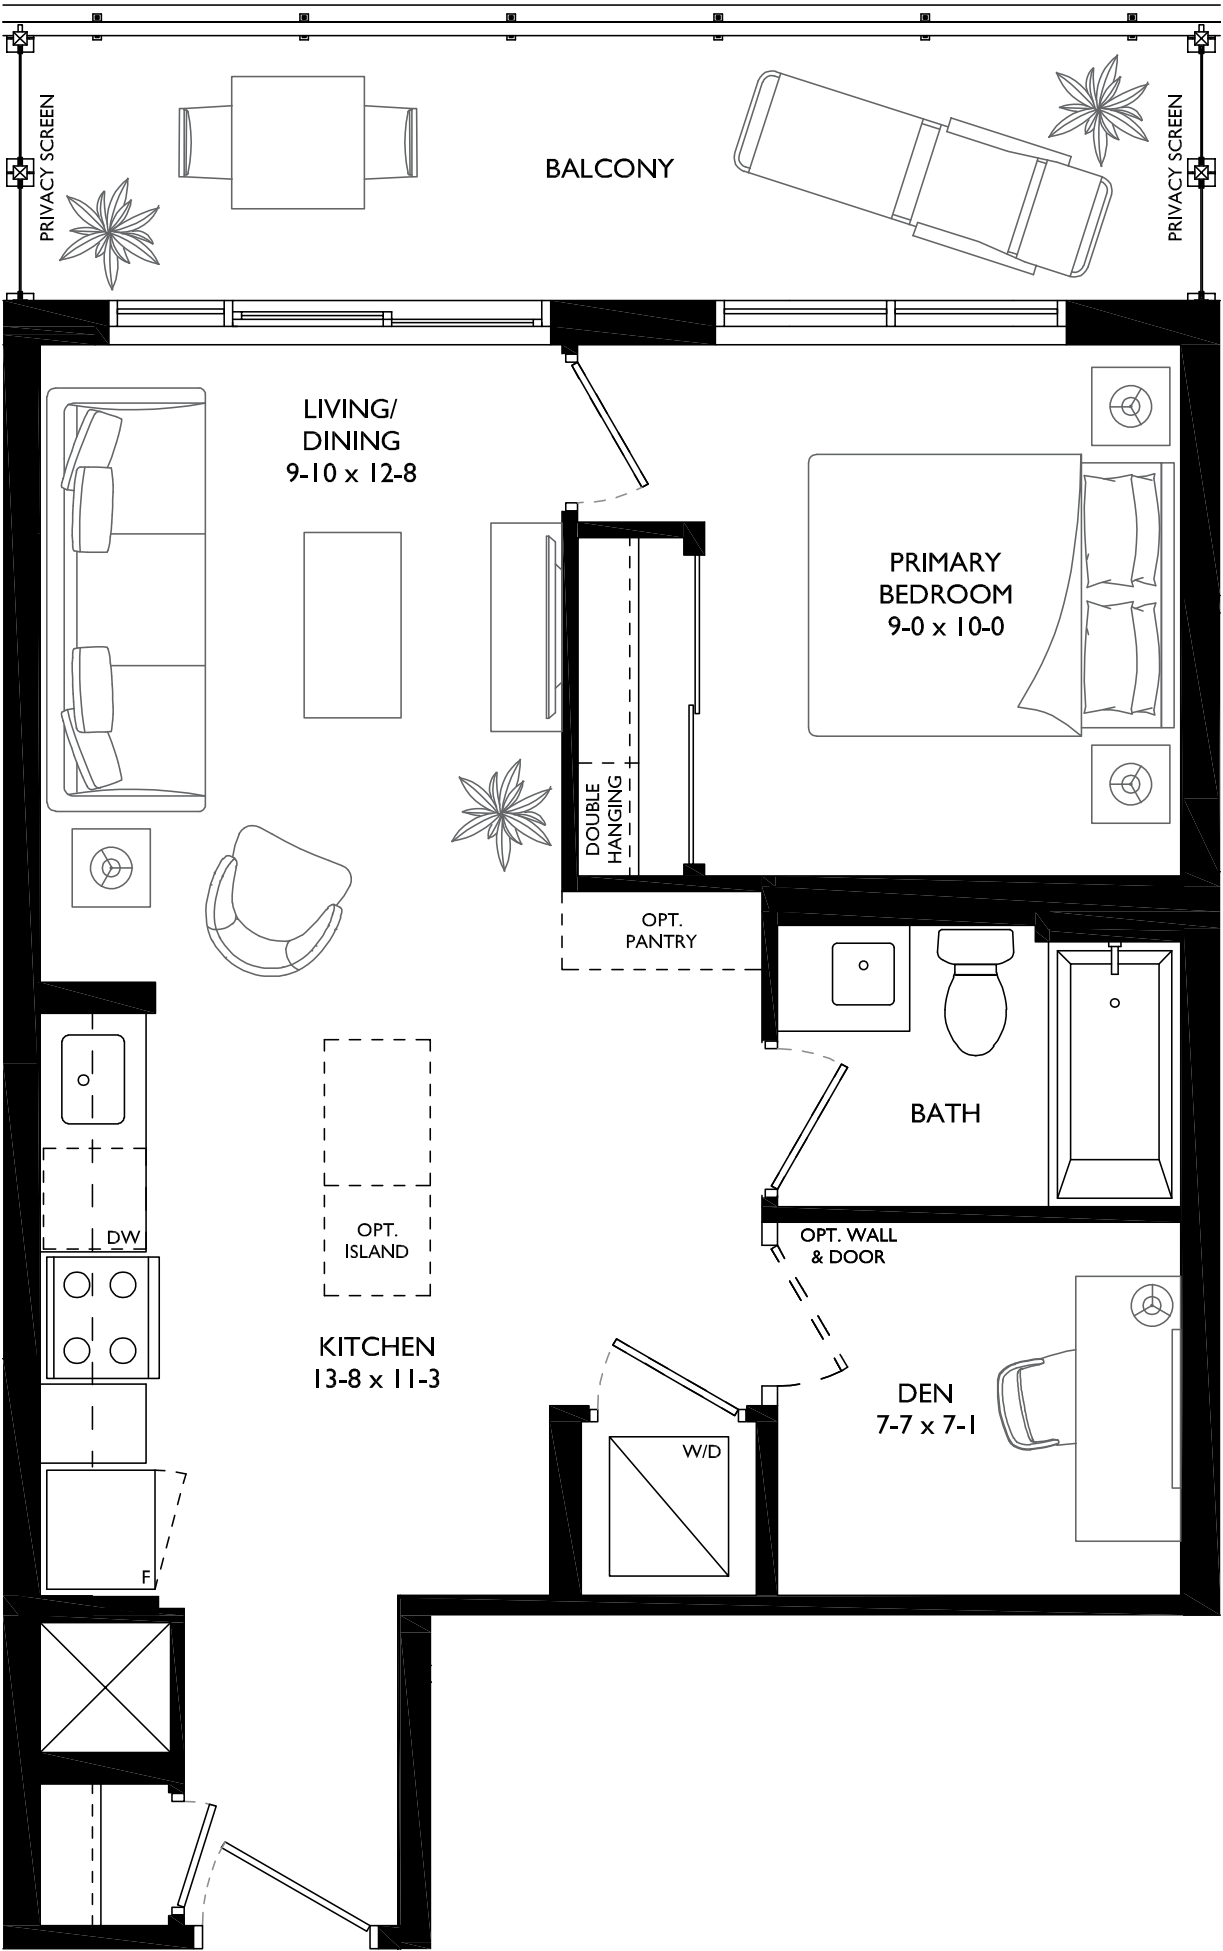 PRIVACY SCREEN
BALCONY
PRIVACY SCREEN
LIVING/
DINING
9-10 x 12-8
PRIMARY
BEDROOM
9-0 x 10-0
DOUBLE
HANGING
OPT.
PANTRY
BATH
OPT.
ISLAND
DW
OPT. WALL
& DOOR
KITCHEN
13-8 x 11-3
DEN
7-7 x 7-1
W/D
F